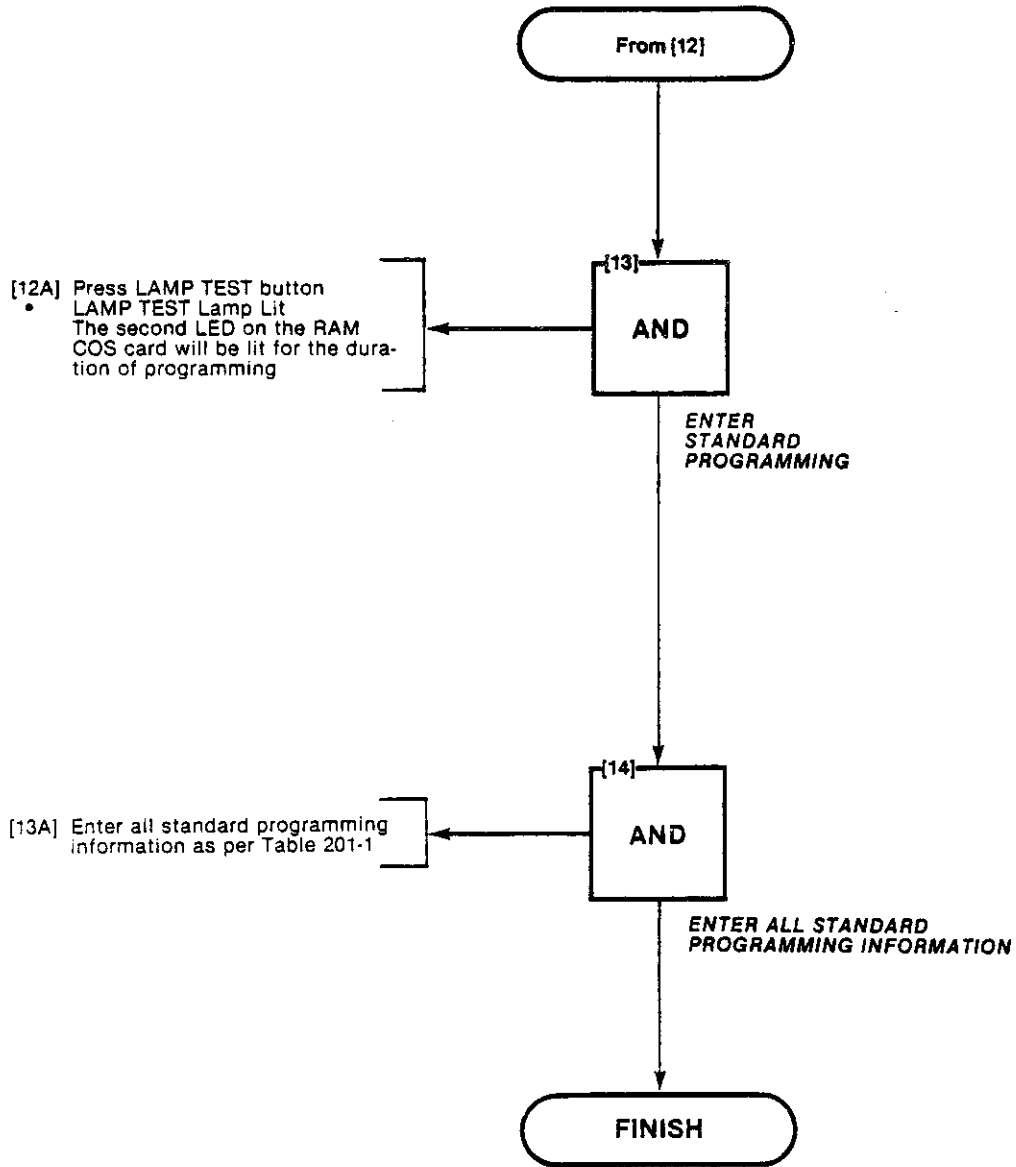 From [12]
[13]
AND
[12A] Press LAMP TEST button
• LAMP TEST Lamp Lit
The second LED on the RAM
COS card will be lit for the dura-
tion of programming
ENTER
STANDARD
PROGRAMMING
[14]
AND
[13A] Enter all standard programming
information as per Table 201-1
ENTER ALL STANDARD
PROGRAMMING INFORMATION
FINISH